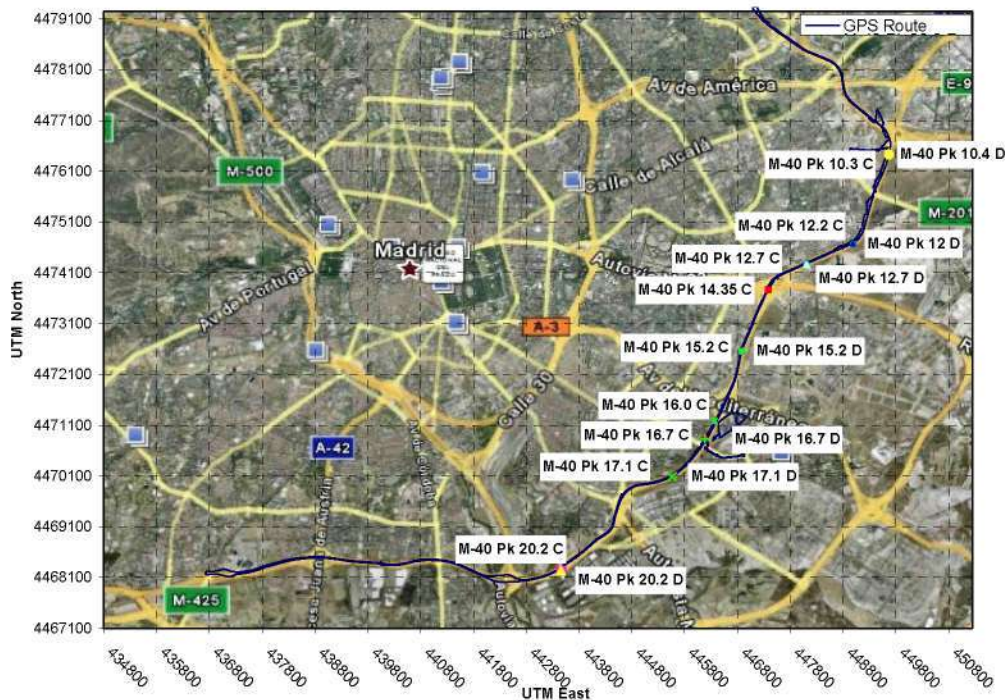 GPS Route
4479100
4478100
4477100
4476100
4475100
4474100
4473100
4472100
4471100
4470100
4469100
4468100
4467100
UTM North
Calle de
Av de América
E-9
M-40 Pk 10.3 C
M-40 Pk 10.4 D
Calle de Alcalá
M-500
M-201
M-40 Pk 12.2 C
M-40 Pk 12 D
Madrid
M-40 Pk 12.7 C
M-40 Pk 12.7 D
Av de Portugal
M-40 Pk 14.35 C
A-3
M-40 Pk 15.2 C
M-40 Pk 15.2 D
Calle 30
M-40 Pk 16.0 C
M-40 Pk 16.7 C
M-40 Pk 16.7 D
A-42
M-40 Pk 17.1 C
M-40 Pk 17.1 D
M-40 Pk 20.2 C
M-40 Pk 20.2 D
M-425
434800
435800
436800
437800
438800
439800
440800
441800
442800
443800
444800
445800
446800
447800
448800
449800
450800
UTM East